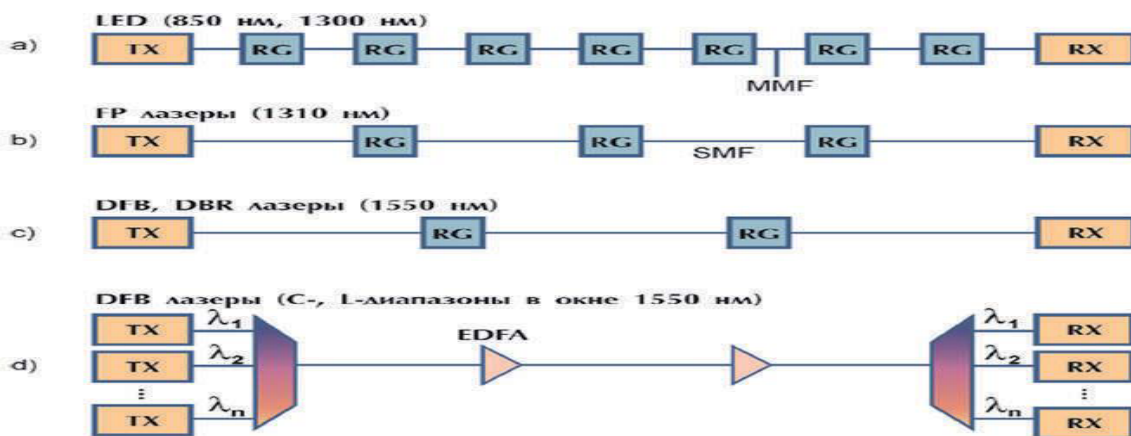 LED (850 нм, 1300 нм)
a) TX RG RG RG RG RG RG RG RX
MMF
FP лазеры (1310 нм)
b) TX RG RG RG RX
SMF
DFB, DBR лазеры (1550 нм)
c) TX RG RG RX
DFB лазеры (C-, L-диапазоны в окне 1550 нм)
TX λ1 EDFA λ1 RX
d) TX λ2 λ2 RX
⋮ ⋮
TX λn λn RX